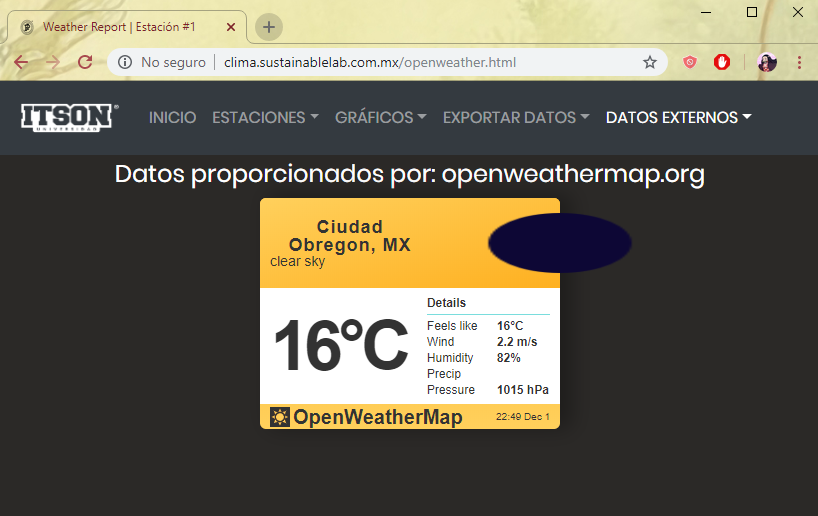 Weather Report | Estación #1
No seguro | clima.sustainablelab.com.mx/openweather.html
ITSON
UNIVERSIDAD
INICIO ESTACIONES GRÁFICOS EXPORTAR DATOS DATOS EXTERNOS
Datos proporcionados por: openweathermap.org
Ciudad
Obregon, MX
clear sky
16°C
Details
Feels like 16°C
Wind 2.2 m/s
Humidity 82%
Precip
Pressure 1015 hPa
OpenWeatherMap 22:49 Dec 1